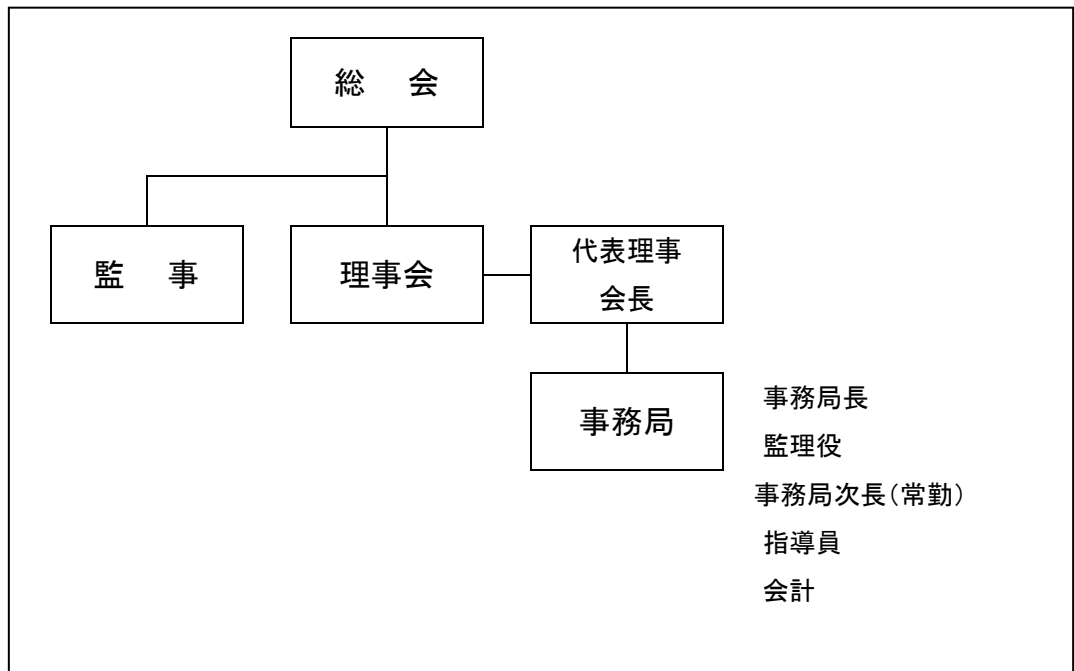 総　会
監　事
理事会
代表理事
会長
事務局
事務局長
監理役
事務局次長（常勤）
指導員
会計